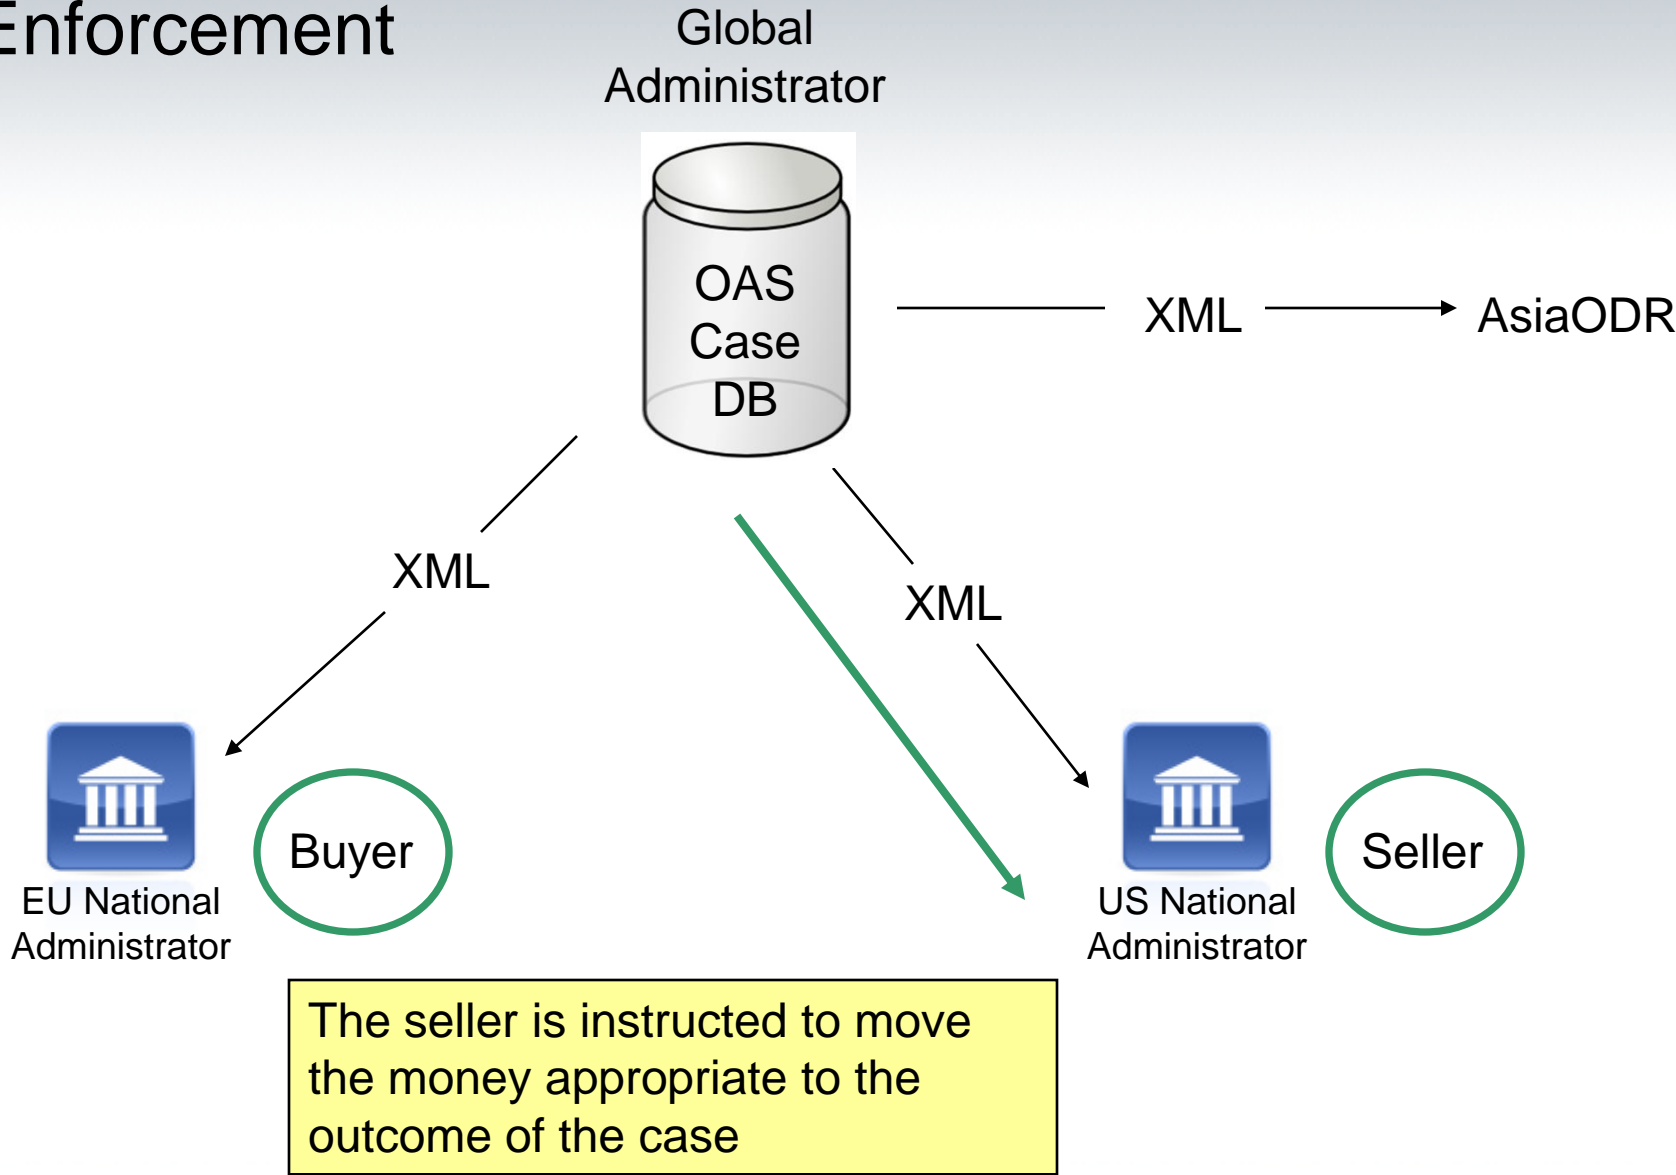 Enforcement
Global
Administrator
OAS
Case
DB
XML
AsiaODR
XML
XML
Buyer
Seller
EU National
Administrator
US National
Administrator
The seller is instructed to move
the money appropriate to the
outcome of the case